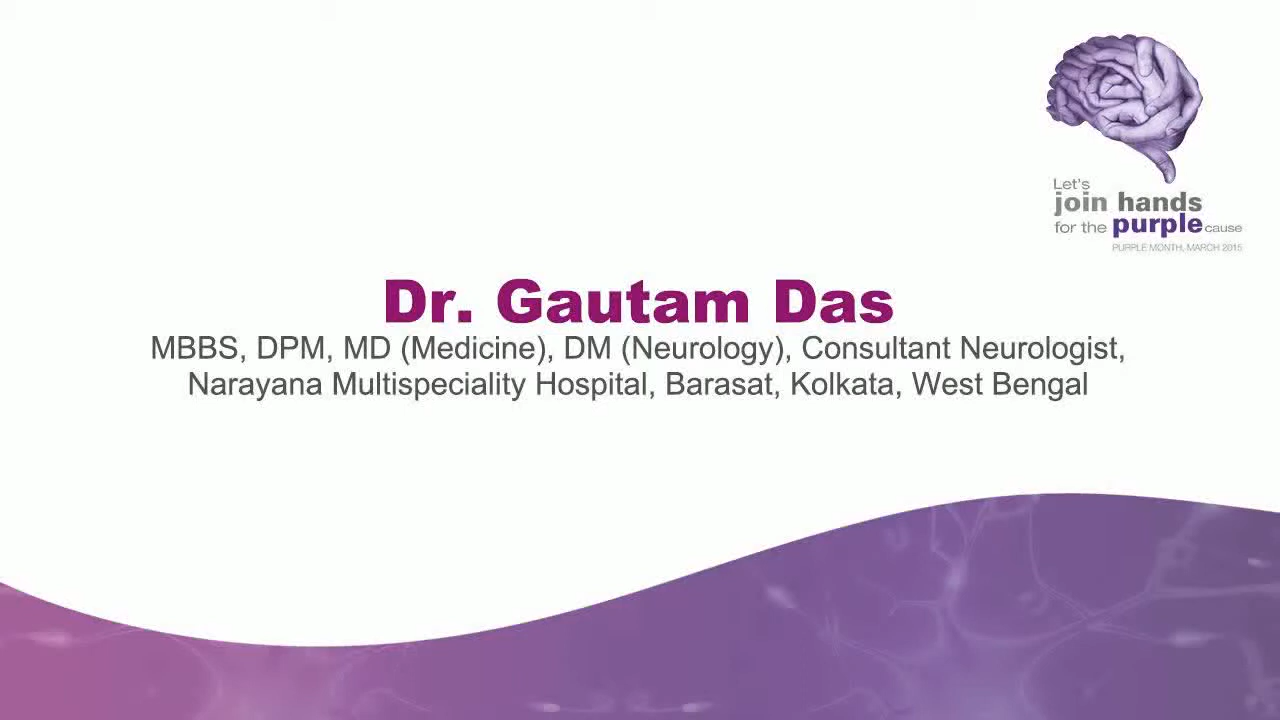 Let's
join hands
for the purple cause
PURPLE MONTH, MARCH 2015
Dr. Gautam Das
MBBS, DPM, MD (Medicine), DM (Neurology), Consultant Neurologist,
Narayana Multispeciality Hospital, Barasat, Kolkata, West Bengal